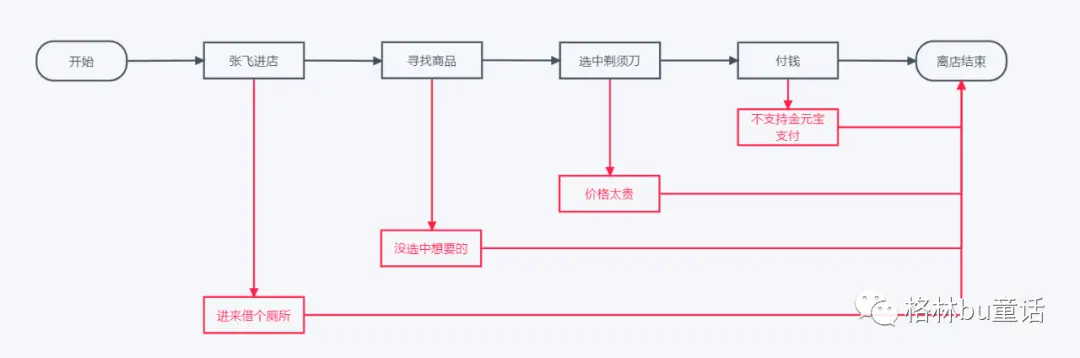 开始
张飞进店
寻找商品
选中剃须刀
付钱
离店结束
不支持金元宝
支付
价格太贵
没选中想要的
进来借个厕所
格林bu童话